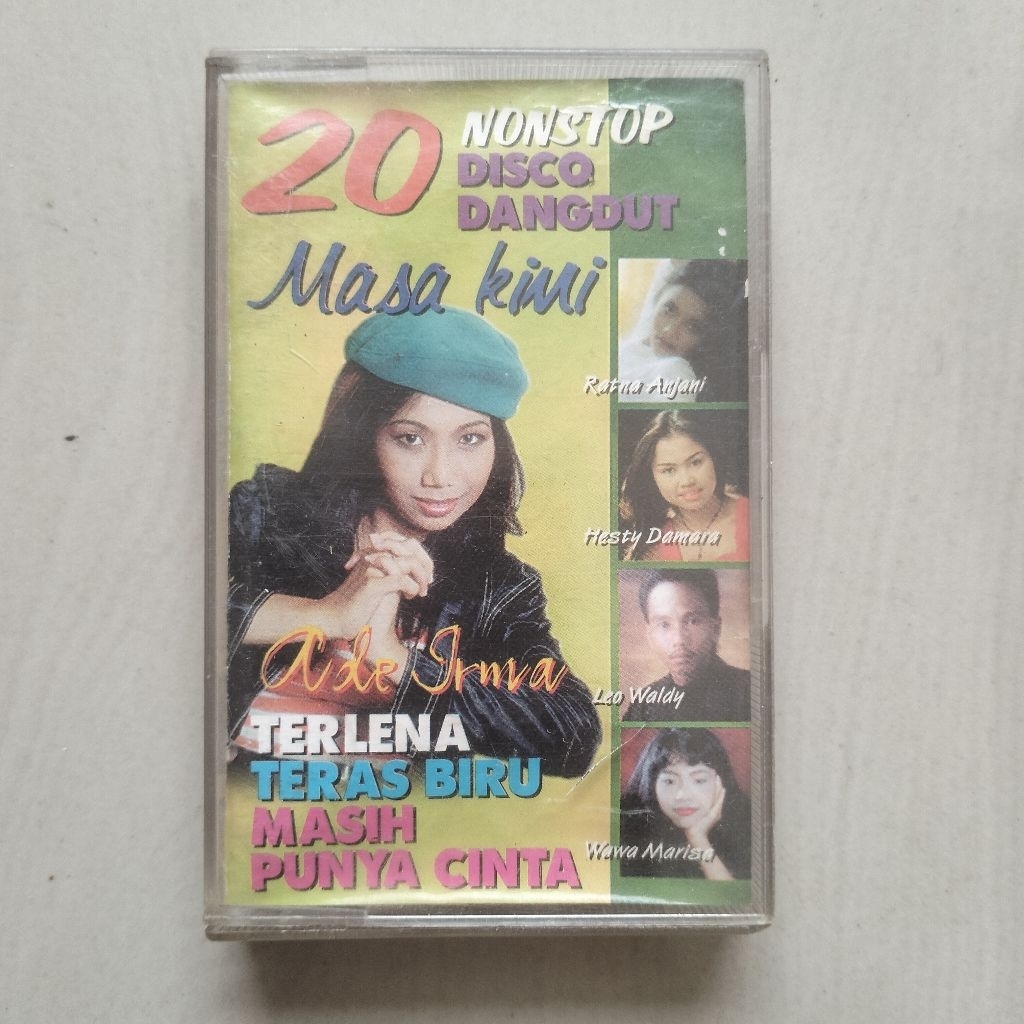 20 NONSTOP
DISCO
DANGDUT
Masa kini
Ratna Anjani
Hesty Damara
Ade Irma
Leo Waldy
TERLENA
TERAS BIRU
MASIH
PUNYA CINTA
Wawa Marisa